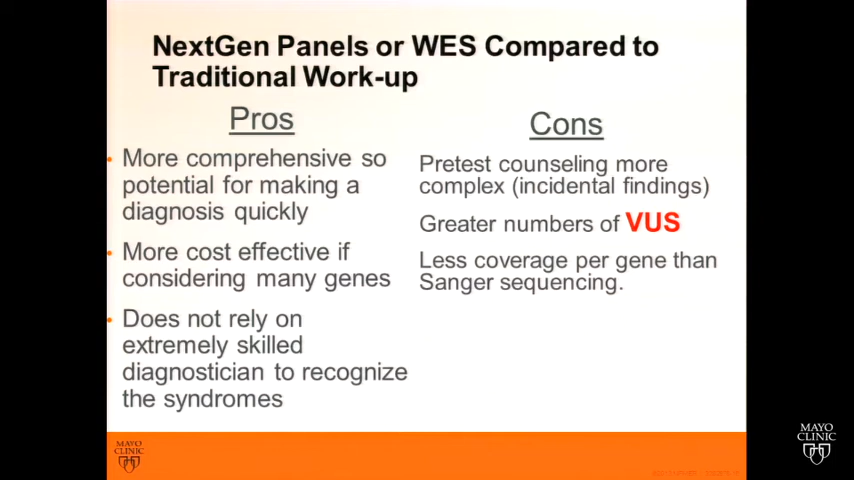 NextGen Panels or WES Compared to
Traditional Work-up
Pros
More comprehensive so
potential for making a
diagnosis quickly
More cost effective if
considering many genes
Does not rely on
extremely skilled
diagnostician to recognize
the syndromes
Cons
Pretest counseling more
complex (incidental findings)
Greater numbers of VUS
Less coverage per gene than
Sanger sequencing.
MAYO
CLINIC
MAYO
CLINIC